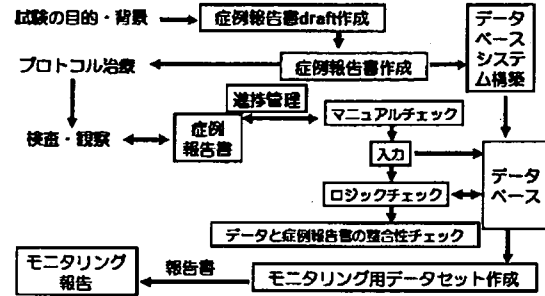 試験の目的・背景
症例報告書draft作成
データ
ベース
システ
ム構築
プロトコル治療
症例報告書作成
進捗管理
マニュアルチェック
検査・観察
症例
報告書
入力
データ
ベース
ロジックチェック
データと症例報告書の整合性チェック
モニタリング
報告
報告書
モニタリング用データセット作成